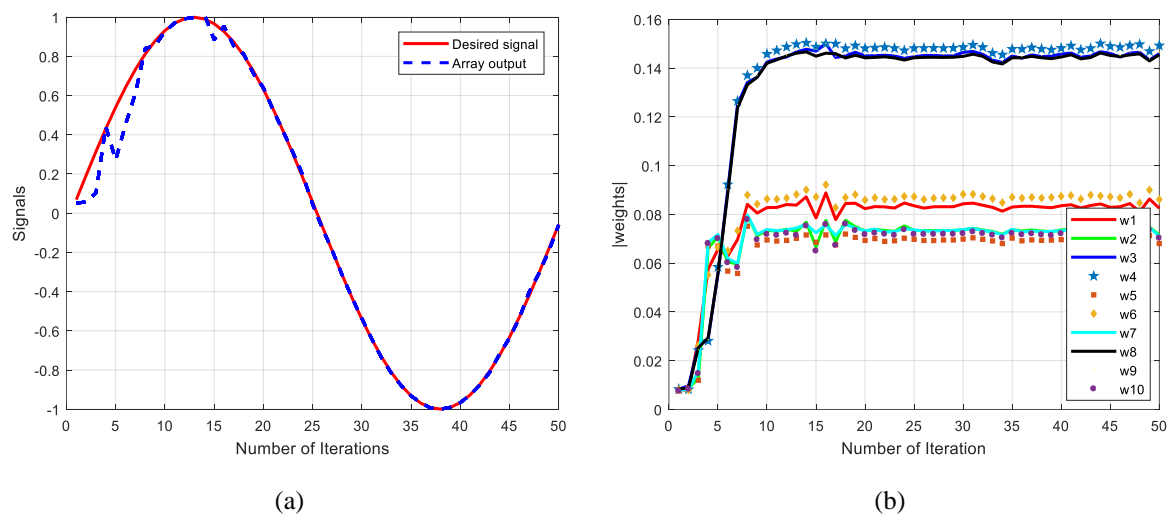 1
0.8
0.6
0.4
0.2
0
-0.2
-0.4
-0.6
-0.8
-1
Signals
0 5 10 15 20 25 30 35 40 45 50
Number of Iterations
Desired signal
Array output
(a)
0.16
0.14
0.12
0.1
0.08
0.06
0.04
0.02
0
|weights|
0 5 10 15 20 25 30 35 40 45 50
Number of Iteration
w1
w2
w3
w4
w5
w6
w7
w8
w9
w10
(b)